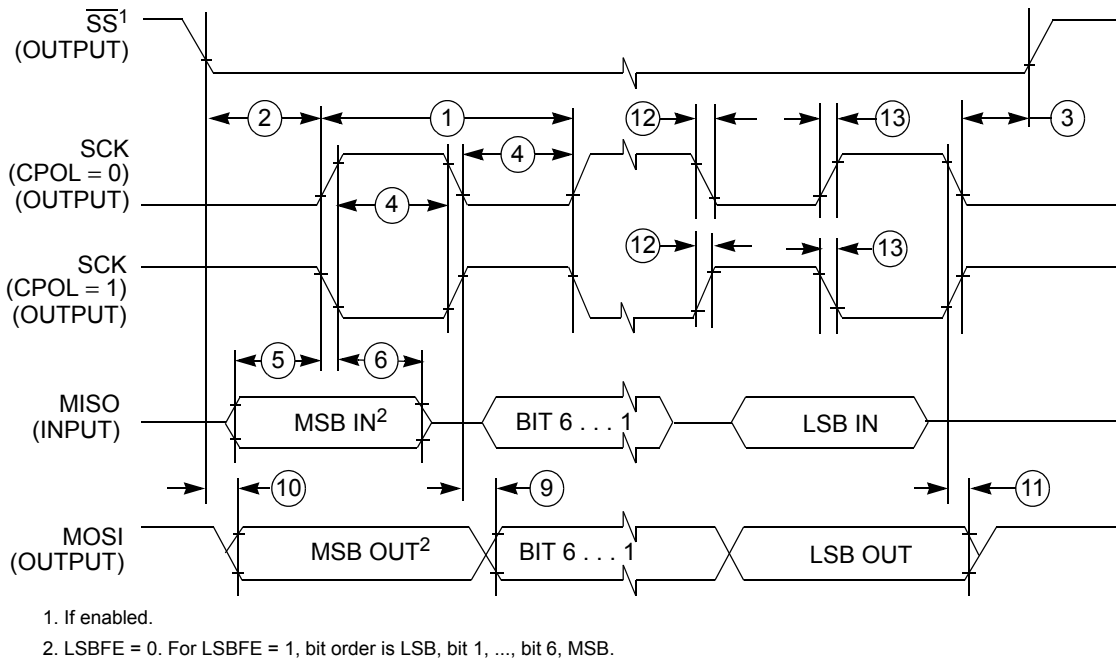 SS¹
(OUTPUT)
2
1
12
13
3
SCK
(CPOL = 0)
(OUTPUT)
4
4
12
13
SCK
(CPOL = 1)
(OUTPUT)
5
6
MISO
(INPUT)
MSB IN²
BIT 6 . . . 1
LSB IN
10
9
11
MOSI
(OUTPUT)
MSB OUT²
BIT 6 . . . 1
LSB OUT
1. If enabled.
2. LSBFE = 0. For LSBFE = 1, bit order is LSB, bit 1, ..., bit 6, MSB.